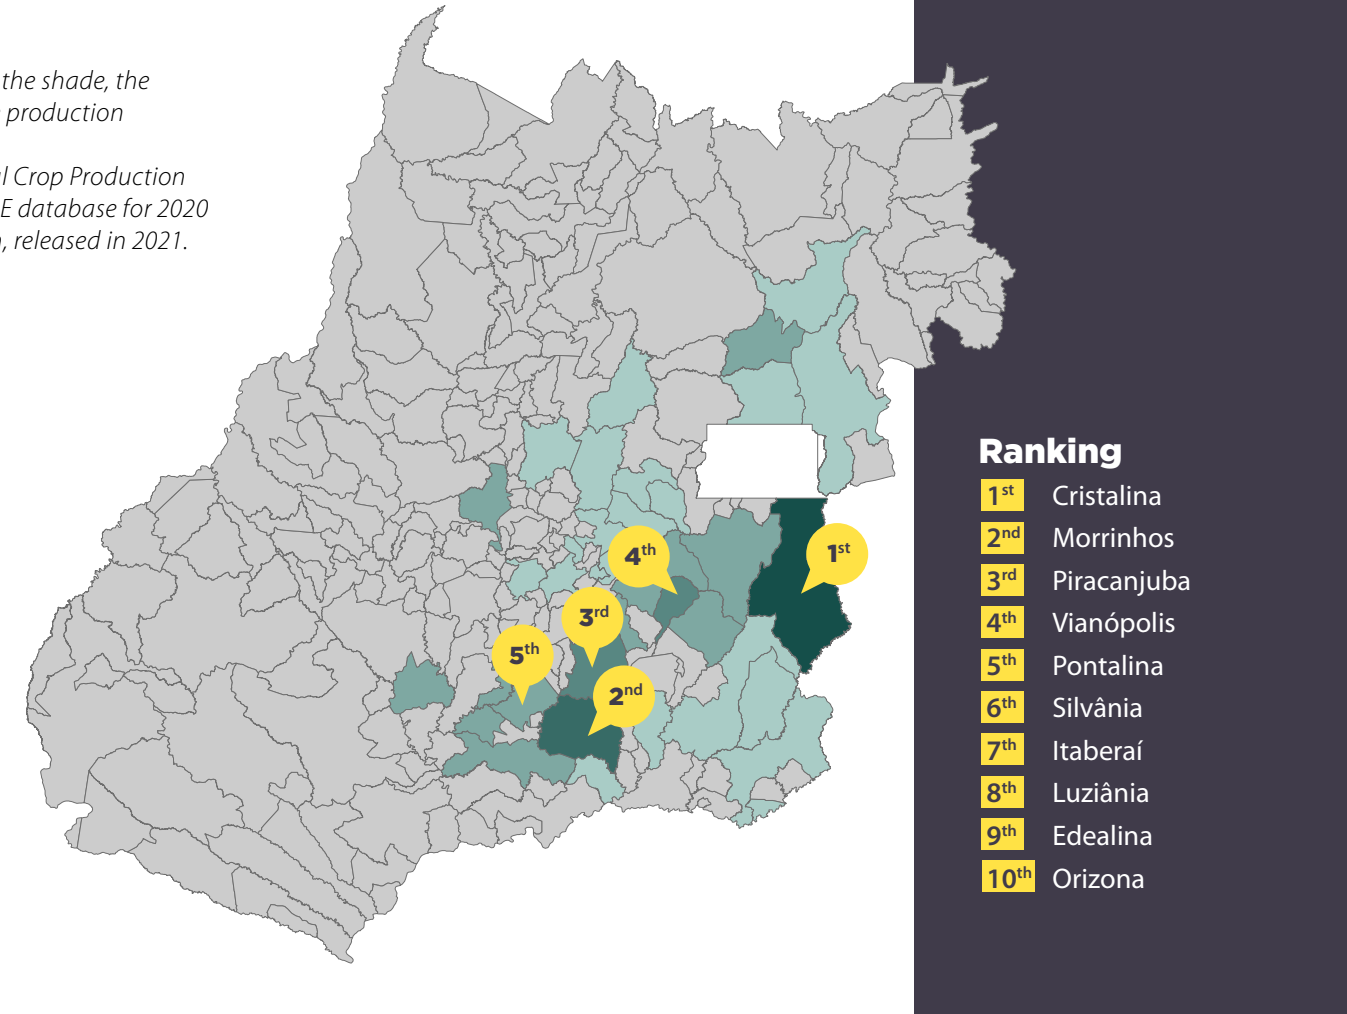 the shade, the
production
l Crop Production
E database for 2020
, released in 2021.
4th
1st
3rd
5th
2nd
Ranking
1st Cristalina
2nd Morrinhos
3rd Piracanjuba
4th Vianópolis
5th Pontalina
6th Silvânia
7th Itaberaí
8th Luziânia
9th Edealina
10th Orizona